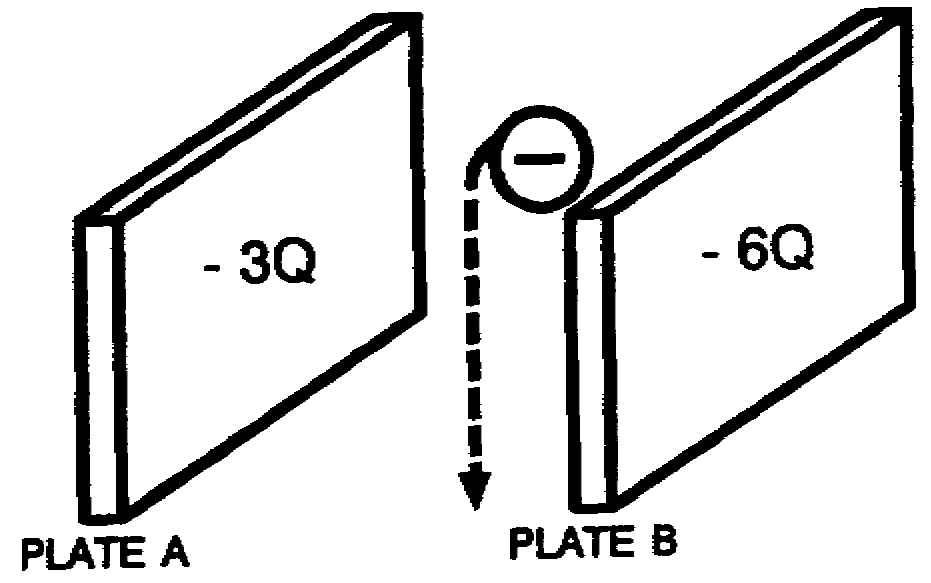 −
- 3Q
- 6Q
PLATE A
PLATE B